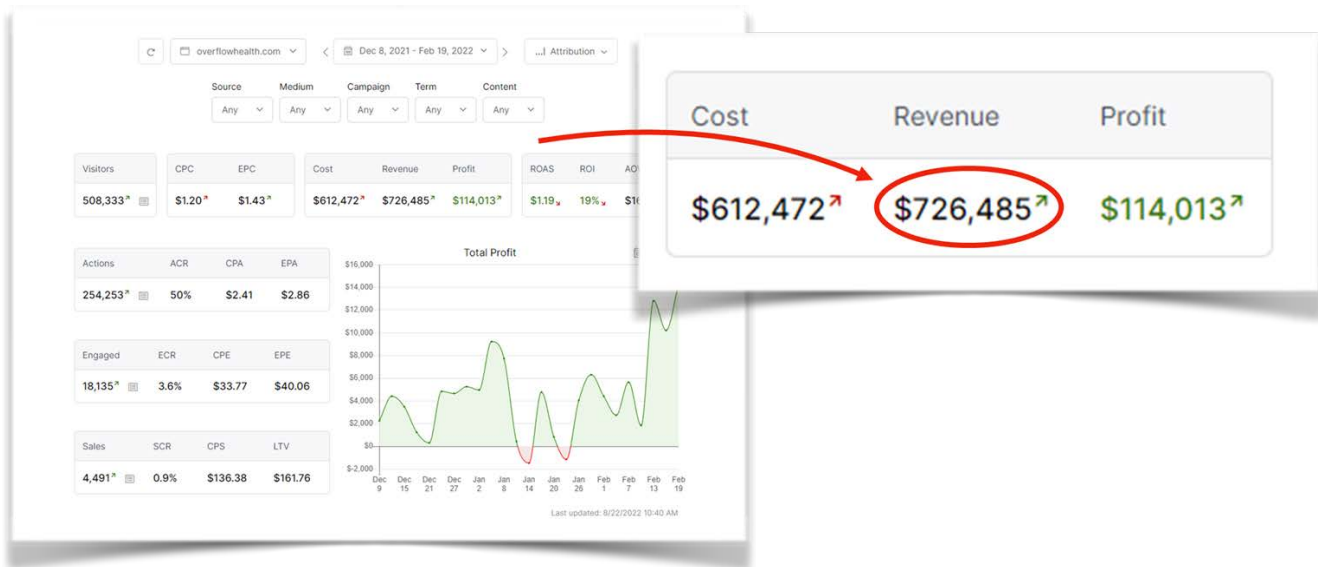 overflowhealth.com
Dec 8, 2021 - Feb 19, 2022
Attribution
Source Medium Campaign Term Content
Any Any Any Any Any
Visitors CPC EPC Cost Revenue Profit ROAS ROI
508,333 $1.20 $1.43 $612,472 $726,485 $114,013 $1.19 19%
Actions ACR CPA EPA
254,253 50% $2.41 $2.86
Engaged ECR CPE EPE
18,135 3.6% $33.77 $40.06
Sales SCR CPS LTV
4,491 0.9% $136.38 $161.76
Total Profit
$16,000
$14,000
$12,000
$10,000
$8,000
$6,000
$4,000
$2,000
$0
$-2,000
Dec Dec Dec Dec Jan Jan Jan Jan Jan Feb Feb Feb Feb
9 15 21 27 2 8 14 20 26 1 7 13 19
Last updated: 8/22/2022 10:40 AM
Cost Revenue Profit
$612,472 $726,485 $114,013